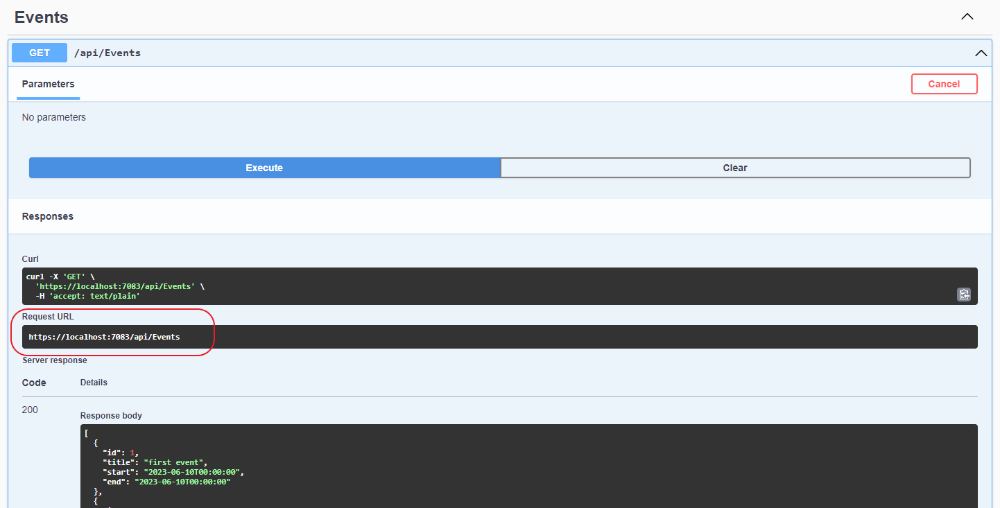 Events
GET /api/Events
Parameters Cancel
No parameters
Execute Clear
Responses
Curl
curl -X 'GET' \
  'https://localhost:7083/api/Events' \
  -H 'accept: text/plain'
Request URL
https://localhost:7083/api/Events
Server response
Code Details
200
Response body
[
  {
    "id": 1,
    "title": "first event",
    "start": "2023-06-10T00:00:00",
    "end": "2023-06-10T00:00:00"
  },
  {